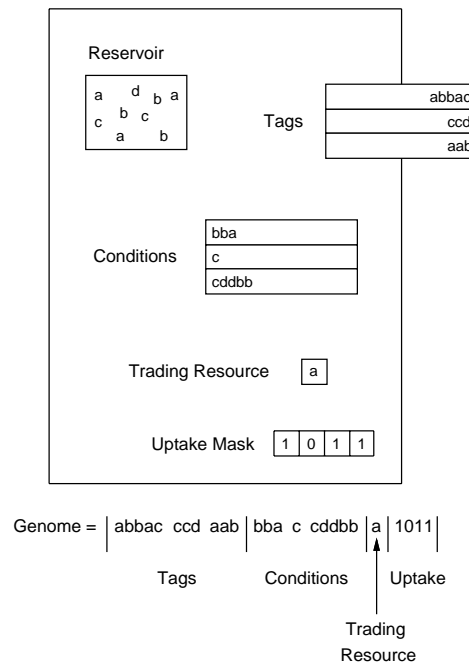 Reservoir
a d b a
c b c
a b
Tags
abbac
ccd
aab
Conditions
bba
c
cddbb
Trading Resource a
Uptake Mask 1 0 1 1
Genome = abbac ccd aab bba c cddbb a 1011
Tags Conditions Uptake
Trading
Resource